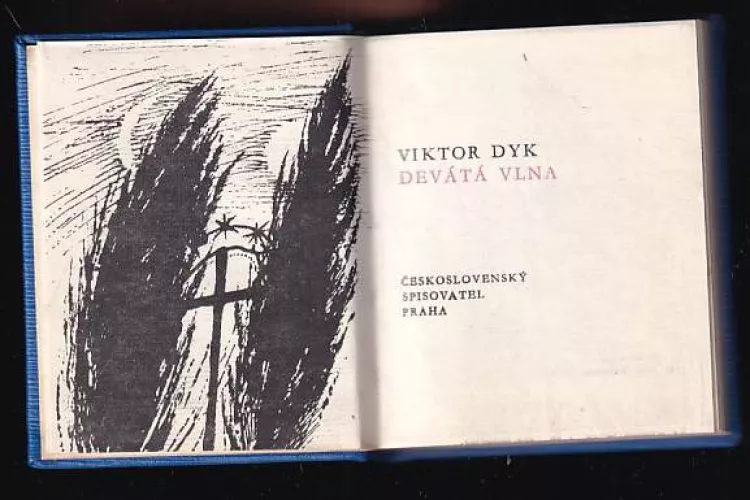 VIKTOR DYK
DEVÁTÁ VLNA
ČESKOSLOVENSKÝ
SPISOVATEL
PRAHA